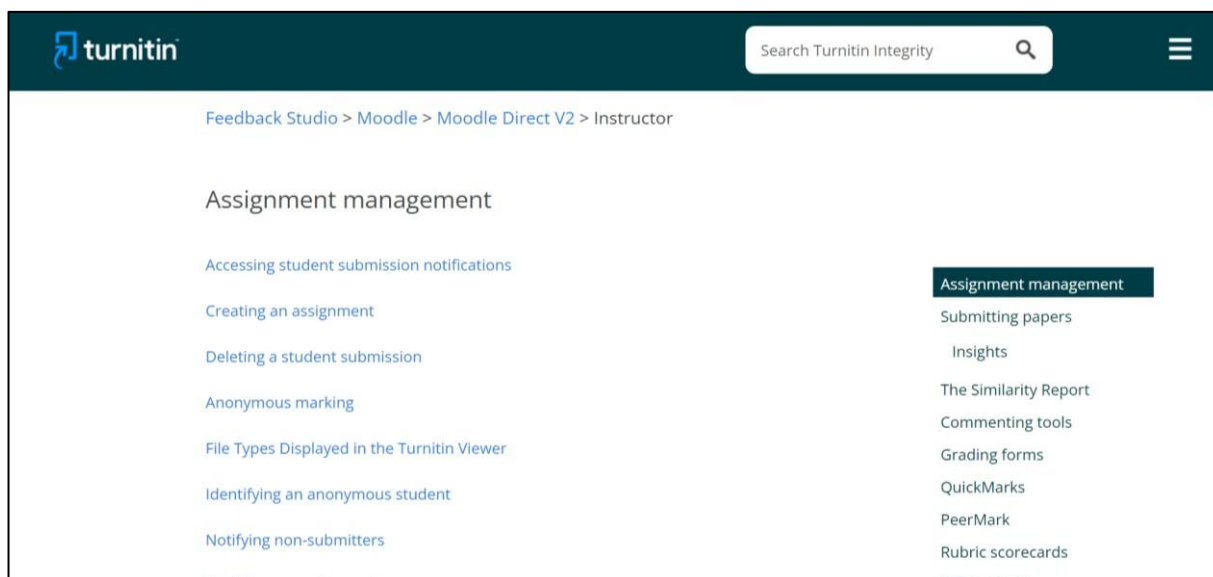 turnitin
Search Turnitin Integrity
Feedback Studio > Moodle > Moodle Direct V2 > Instructor
Assignment management
Accessing student submission notifications
Creating an assignment
Deleting a student submission
Anonymous marking
File Types Displayed in the Turnitin Viewer
Identifying an anonymous student
Notifying non-submitters
Assignment management
Submitting papers
Insights
The Similarity Report
Commenting tools
Grading forms
QuickMarks
PeerMark
Rubric scorecards